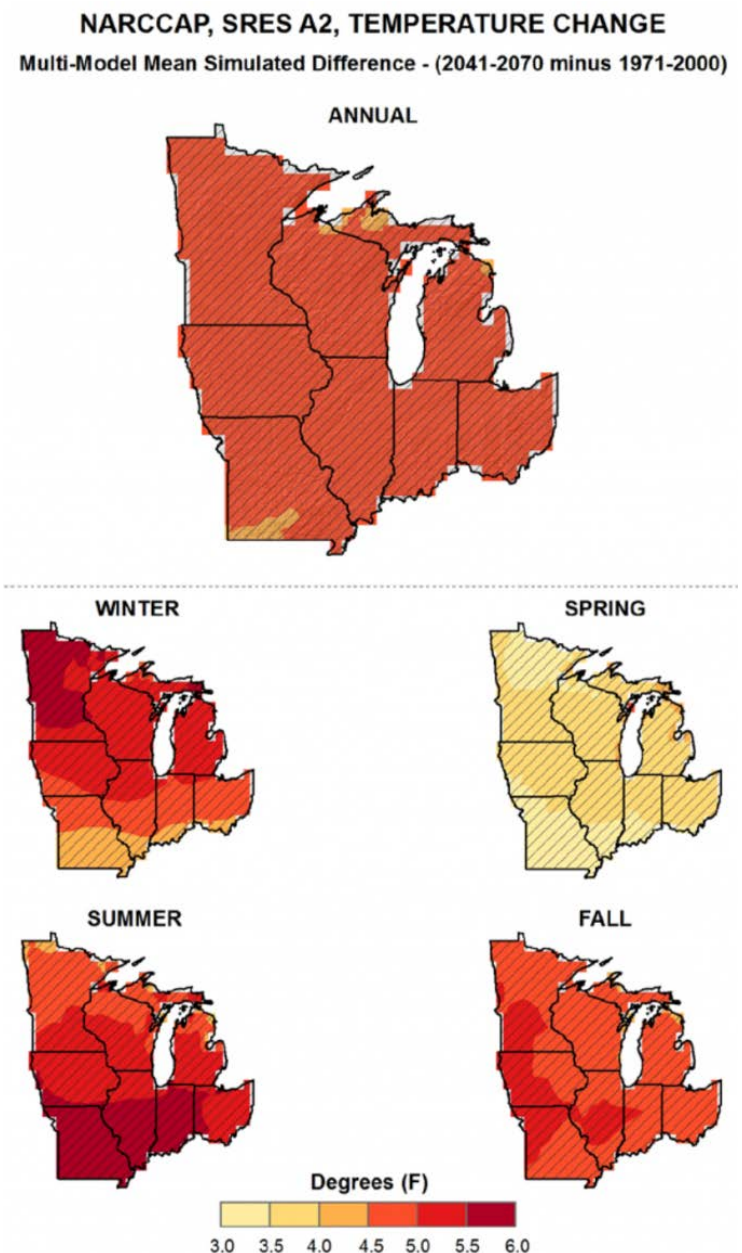 NARCCAP, SRES A2, TEMPERATURE CHANGE
Multi-Model Mean Simulated Difference - (2041-2070 minus 1971-2000)
ANNUAL
WINTER
SPRING
SUMMER
FALL
Degrees (F)
3.0 3.5 4.0 4.5 5.0 5.5 6.0